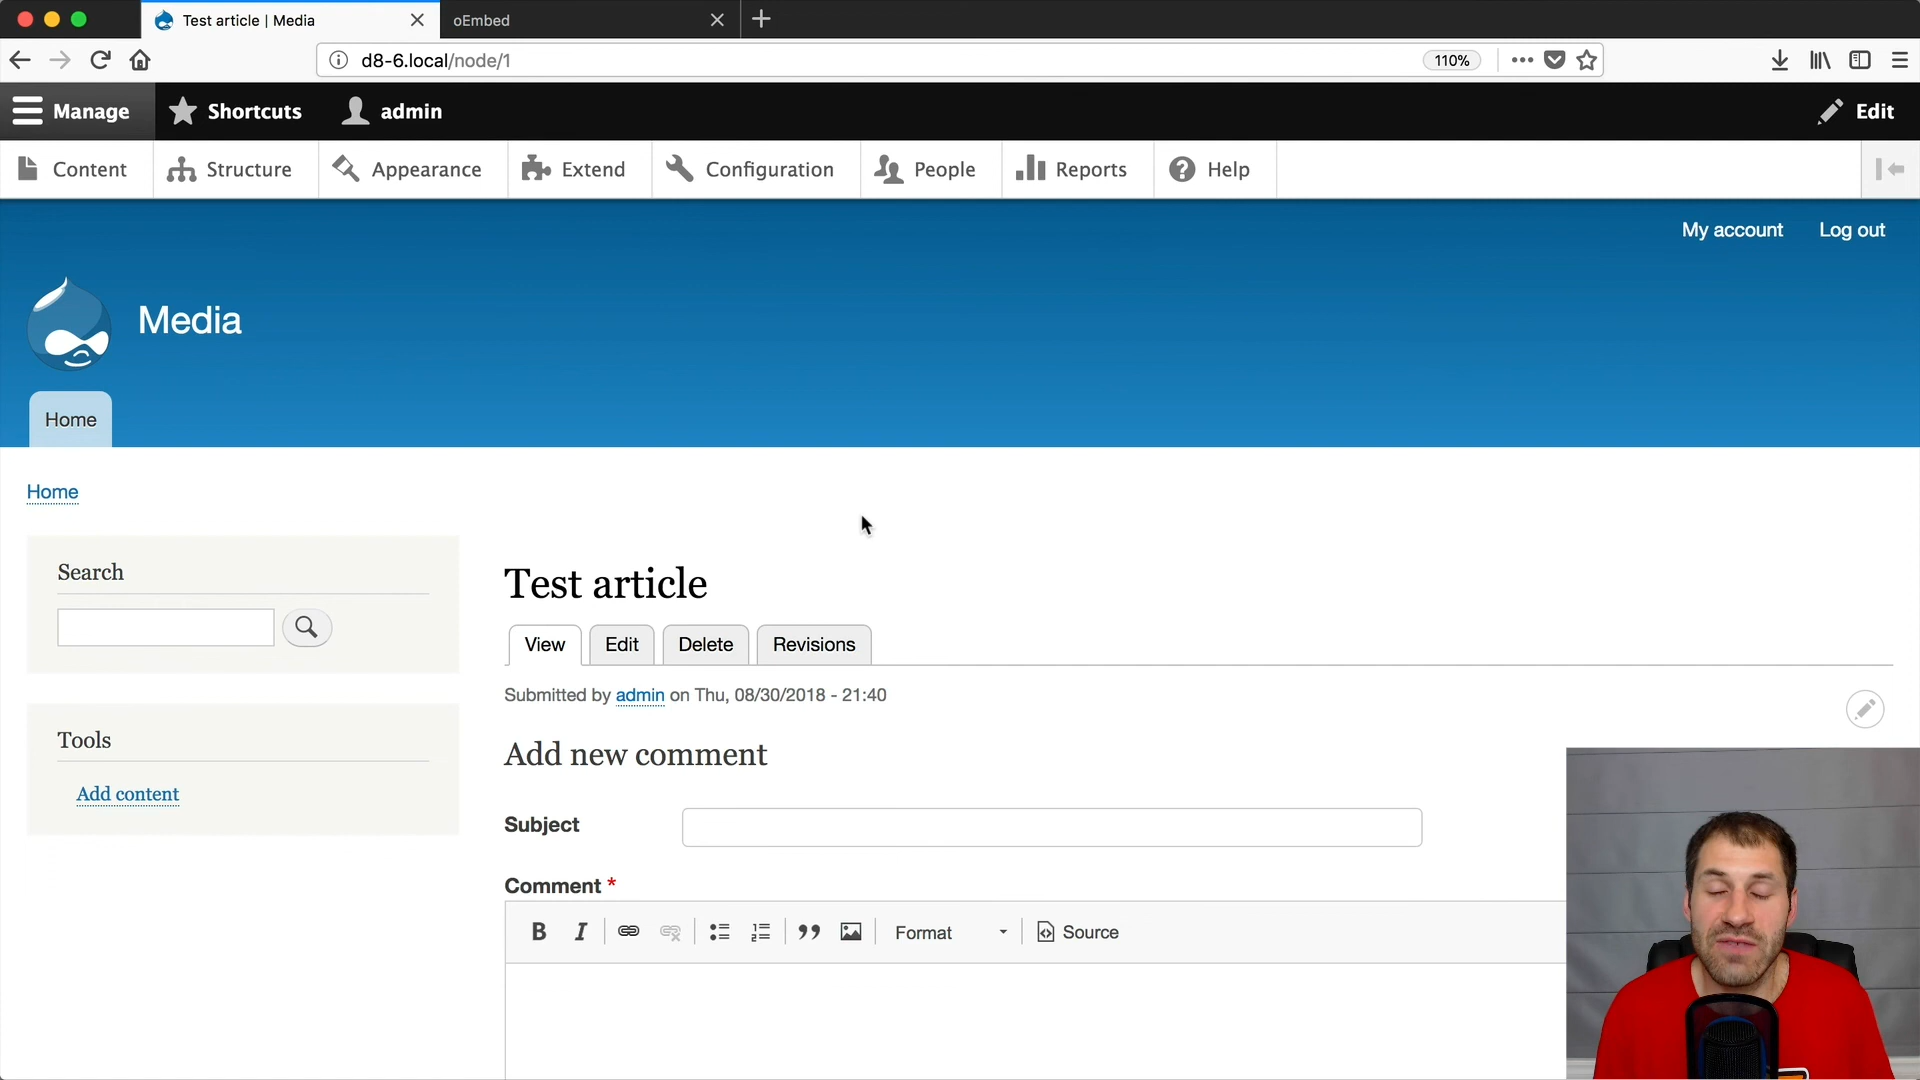 Test article | Media
oEmbed
d8-6.local/node/1
110%
Manage
Shortcuts
admin
Edit
Content
Structure
Appearance
Extend
Configuration
People
Reports
Help
My account
Log out
Media
Home
Home
Search
Tools
Add content
Test article
View
Edit
Delete
Revisions
Submitted by admin on Thu, 08/30/2018 - 21:40
Add new comment
Subject
Comment *
B I
Format
Source